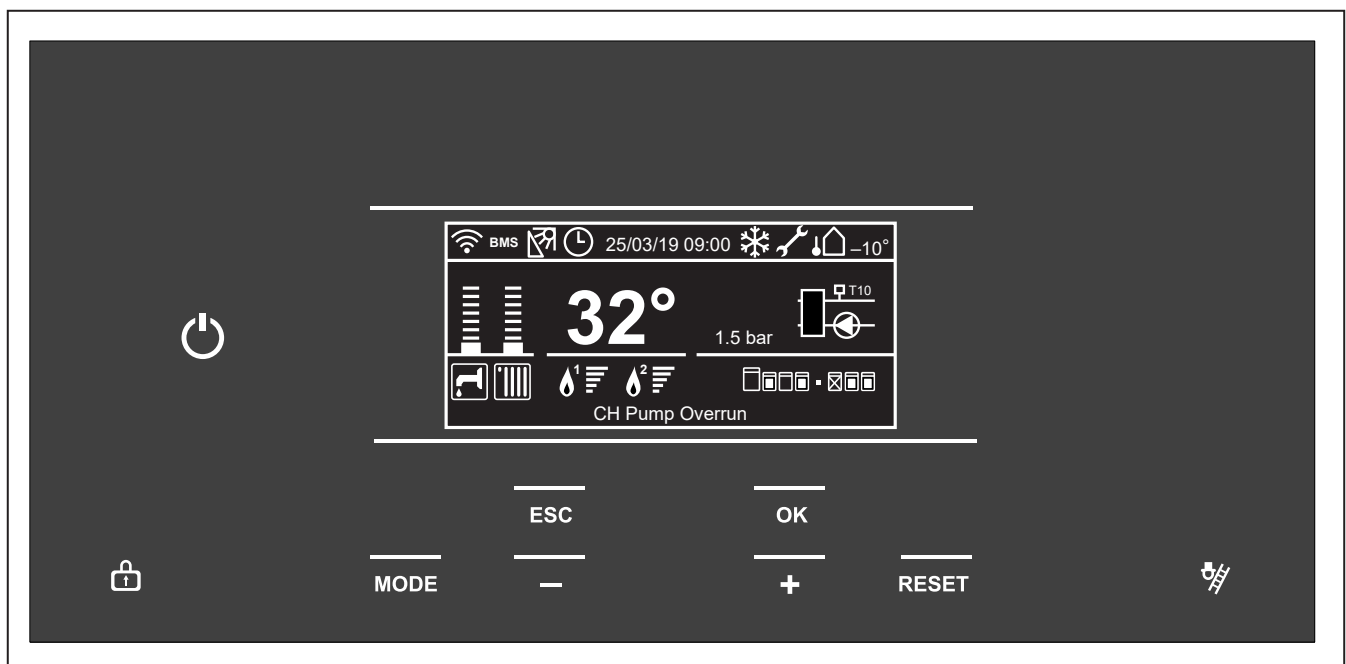 BMS 25/03/19 09:00 –10°
T10
32°
1.5 bar
1 2
CH Pump Overrun
ESC OK
MODE – + RESET